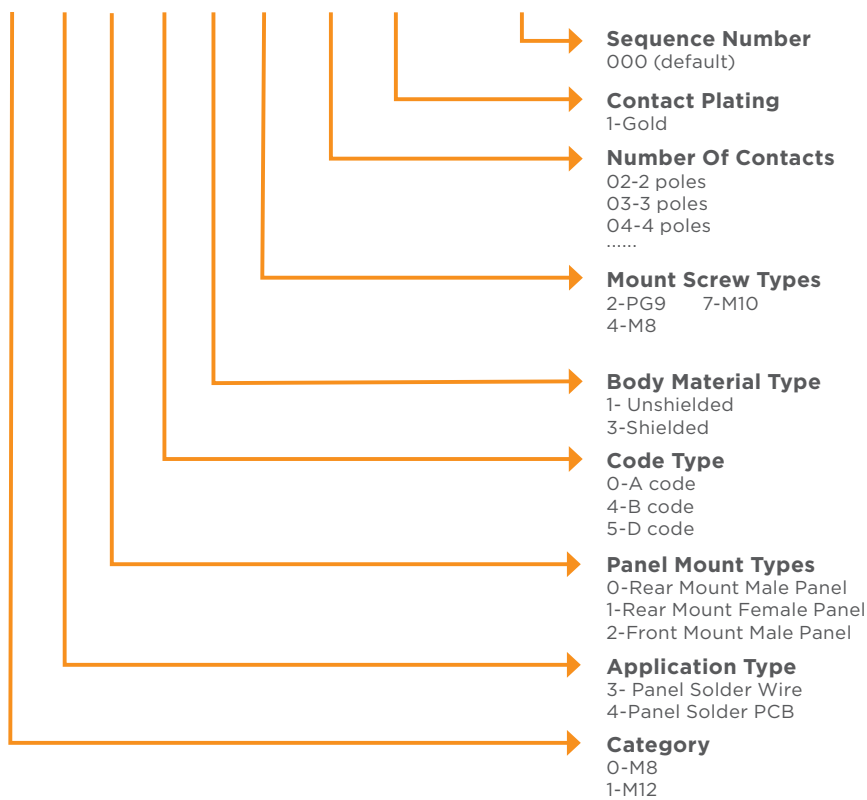 Sequence Number
000 (default)
Contact Plating
1-Gold
Number Of Contacts
02-2 poles
03-3 poles
04-4 poles
......
Mount Screw Types
2-PG9 7-M10
4-M8
Body Material Type
1- Unshielded
3-Shielded
Code Type
0-A code
4-B code
5-D code
Panel Mount Types
0-Rear Mount Male Panel
1-Rear Mount Female Panel
2-Front Mount Male Panel
Application Type
3- Panel Solder Wire
4-Panel Solder PCB
Category
0-M8
1-M12